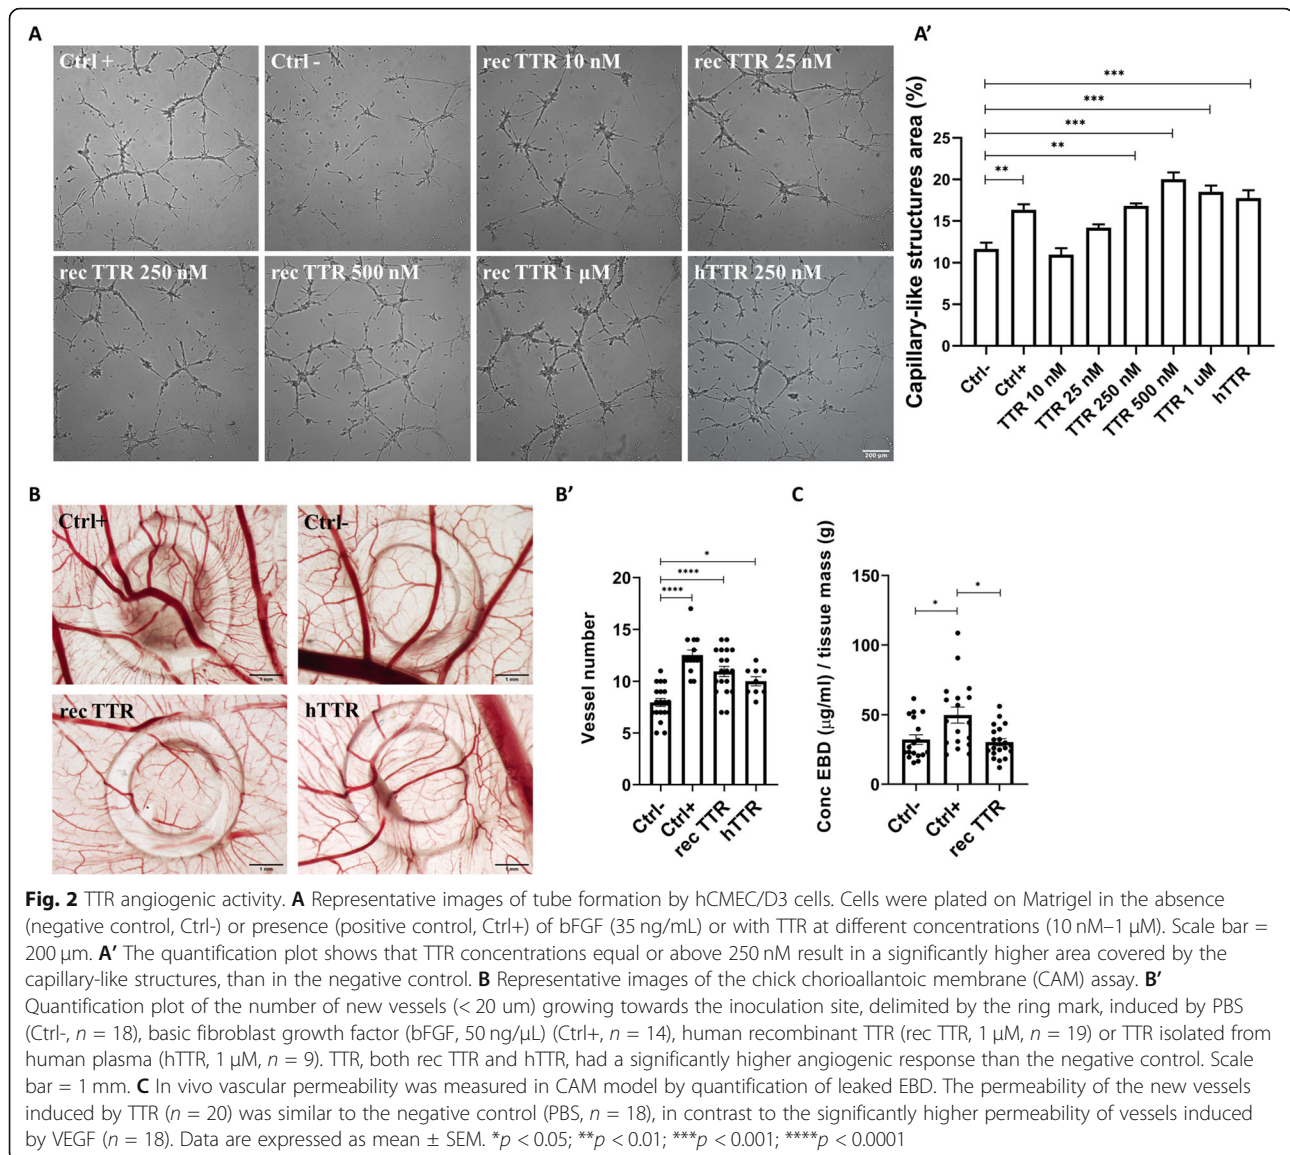 A
Ctrl +
Ctrl -
rec TTR 10 nM
rec TTR 25 nM
rec TTR 250 nM
rec TTR 500 nM
rec TTR 1 μM
hTTR 250 nM
200 μm
A’
Capillary-like structures area (%)
***
***
***
**
**
25
20
15
10
5
0
Ctrl-
Ctrl+
TTR 10 nM
TTR 25 nM
TTR 250 nM
TTR 500 nM
TTR 1 uM
hTTR
B
Ctrl+
1 mm
Ctrl-
1 mm
rec TTR
1 mm
hTTR
1 mm
B’
Vessel number
*
****
****
20
15
10
5
0
Ctrl-
Ctrl+
rec TTR
hTTR
C
Conc EBD (μg/ml) / tissue mass (g)
*
*
150
100
50
0
Ctrl-
Ctrl+
rec TTR
Fig. 2 TTR angiogenic activity. A Representative images of tube formation by hCMEC/D3 cells. Cells were plated on Matrigel in the absence
(negative control, Ctrl-) or presence (positive control, Ctrl+) of bFGF (35 ng/mL) or with TTR at different concentrations (10 nM–1 μM). Scale bar =
200 μm. A’ The quantification plot shows that TTR concentrations equal or above 250 nM result in a significantly higher area covered by the
capillary-like structures, than in the negative control. B Representative images of the chick chorioallantoic membrane (CAM) assay. B’
Quantification plot of the number of new vessels (< 20 um) growing towards the inoculation site, delimited by the ring mark, induced by PBS
(Ctrl-, n = 18), basic fibroblast growth factor (bFGF, 50 ng/μL) (Ctrl+, n = 14), human recombinant TTR (rec TTR, 1 μM, n = 19) or TTR isolated from
human plasma (hTTR, 1 μM, n = 9). TTR, both rec TTR and hTTR, had a significantly higher angiogenic response than the negative control. Scale
bar = 1 mm. C In vivo vascular permeability was measured in CAM model by quantification of leaked EBD. The permeability of the new vessels
induced by TTR (n = 20) was similar to the negative control (PBS, n = 18), in contrast to the significantly higher permeability of vessels induced
by VEGF (n = 18). Data are expressed as mean ± SEM. *p < 0.05; **p < 0.01; ***p < 0.001; ****p < 0.0001